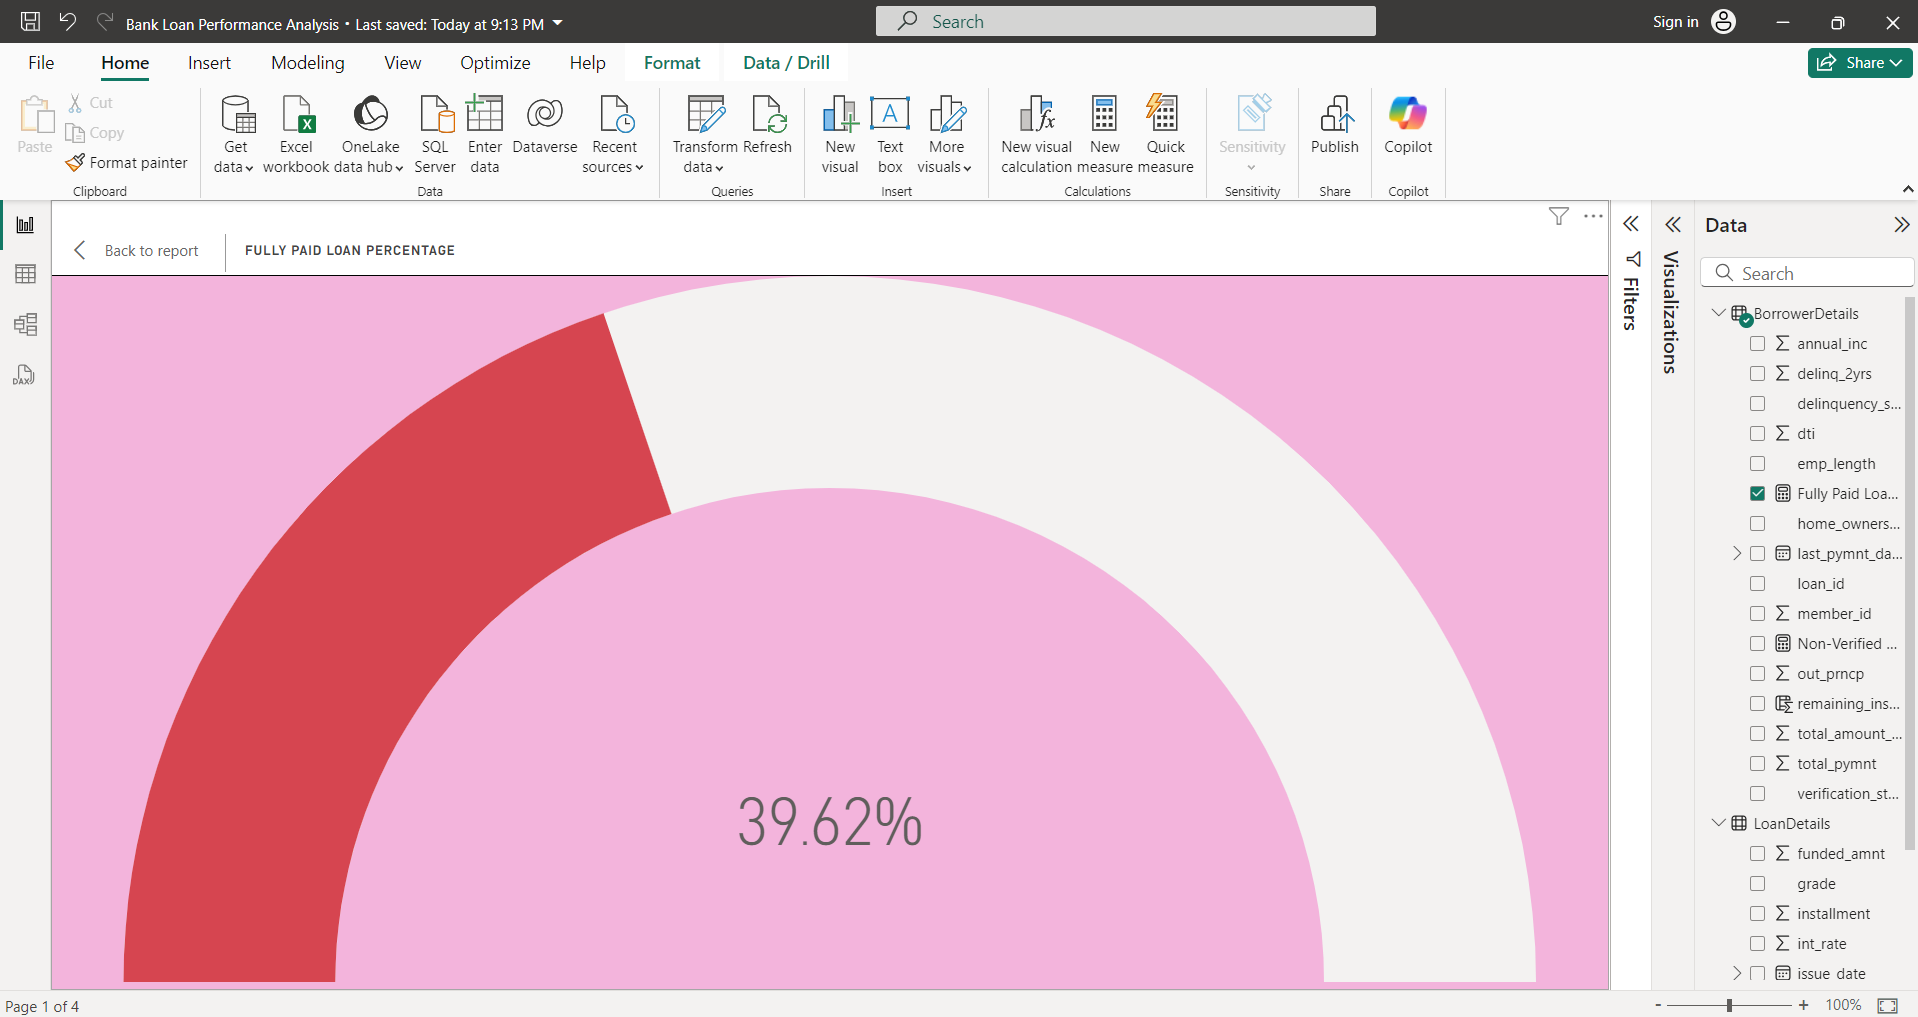 Bank Loan Performance Analysis • Last saved: Today at 9:13 PM
Search
Sign in
File
Home
Insert
Modeling
View
Optimize
Help
Format
Data / Drill
Share
Paste
Cut
Copy
Format painter
Clipboard
Get data
Excel workbook
OneLake data hub
SQL Server
Enter data
Dataverse
Recent sources
Data
Transform data
Refresh
Queries
New visual
Text box
More visuals
Insert
New visual calculation
New measure
Quick measure
Calculations
Sensitivity
Sensitivity
Publish
Share
Copilot
Copilot
Back to report
FULLY PAID LOAN PERCENTAGE
39.62%
Filters
Visualizations
Data
Search
BorrowerDetails
annual_inc
delinq_2yrs
delinquency_s...
dti
emp_length
Fully Paid Loa...
home_owners...
last_pymnt_da...
loan_id
member_id
Non-Verified ...
out_prncp
remaining_ins...
total_amount_...
total_pymnt
verification_st...
LoanDetails
funded_amnt
grade
installment
int_rate
issue_date
DAX
Page 1 of 4
- + 100%